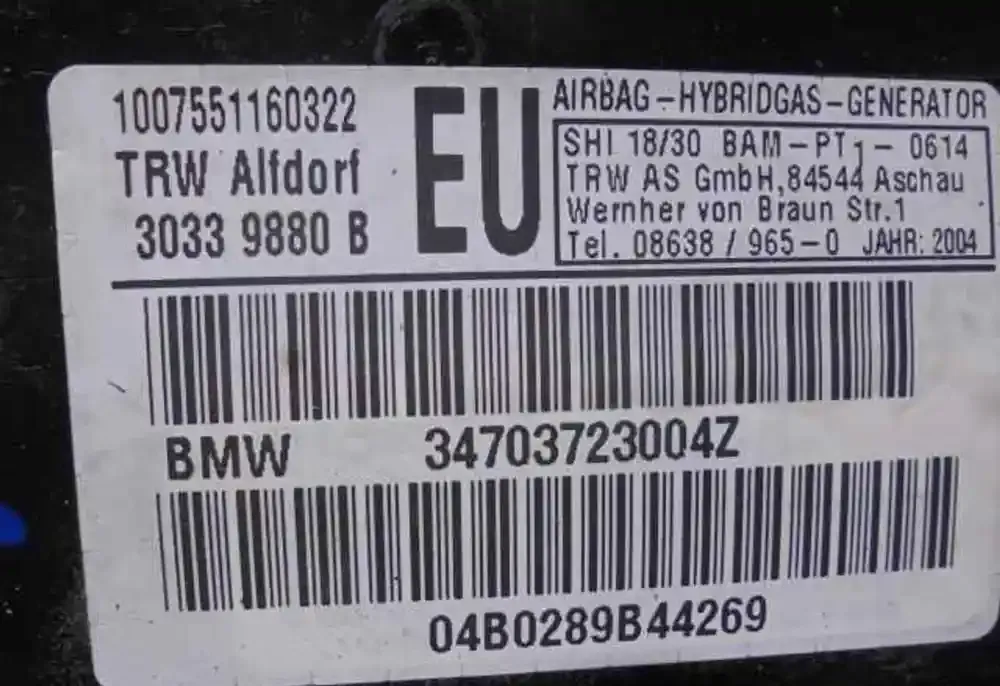 1007551160322
TRW Alfdorf
3033 9880 B
EU
AIRBAG-HYBRIDGAS-GENERATOR
SHI 18/30 BAM-PT1-0614
TRW AS GmbH,84544 Aschau
Wernher von Braun Str.1
Tel. 08638 / 965-0 JAHR: 2004
BMW 34703723004Z
04B0289B44269